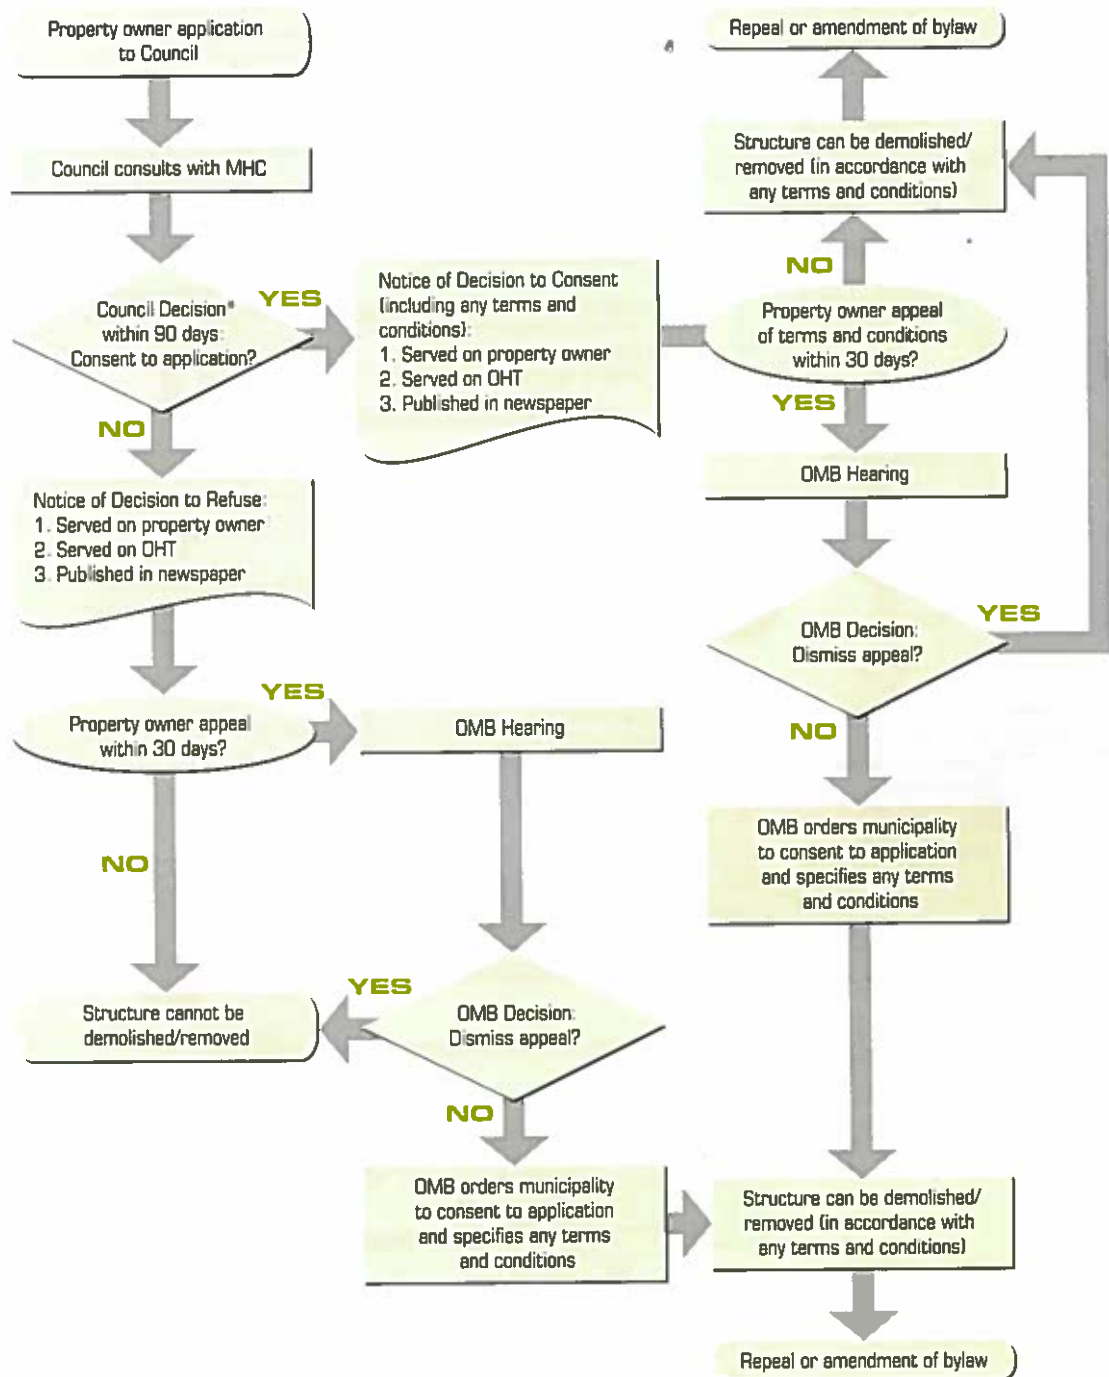 Property owner application
to Council
Council consults with MHC
Council Decision*
within 90 days:
Consent to application?
YES
NO
Notice of Decision to Consent
(including any terms and
conditions):
1. Served on property owner
2. Served on OHT
3. Published in newspaper
Property owner appeal
of terms and conditions
within 30 days?
NO
Structure can be demolished/
removed (in accordance with
any terms and conditions)
Repeal or amendment of bylaw
YES
OMB Hearing
OMB Decision:
Dismiss appeal?
YES
NO
OMB orders municipality
to consent to application
and specifies any terms
and conditions
Notice of Decision to Refuse:
1. Served on property owner
2. Served on OHT
3. Published in newspaper
Property owner appeal
within 30 days?
YES
NO
OMB Hearing
OMB Decision:
Dismiss appeal?
YES
Structure cannot be
demolished/removed
NO
OMB orders municipality
to consent to application
and specifies any terms
and conditions
Structure can be demolished/
removed (in accordance with
any terms and conditions)
Repeal or amendment of bylaw